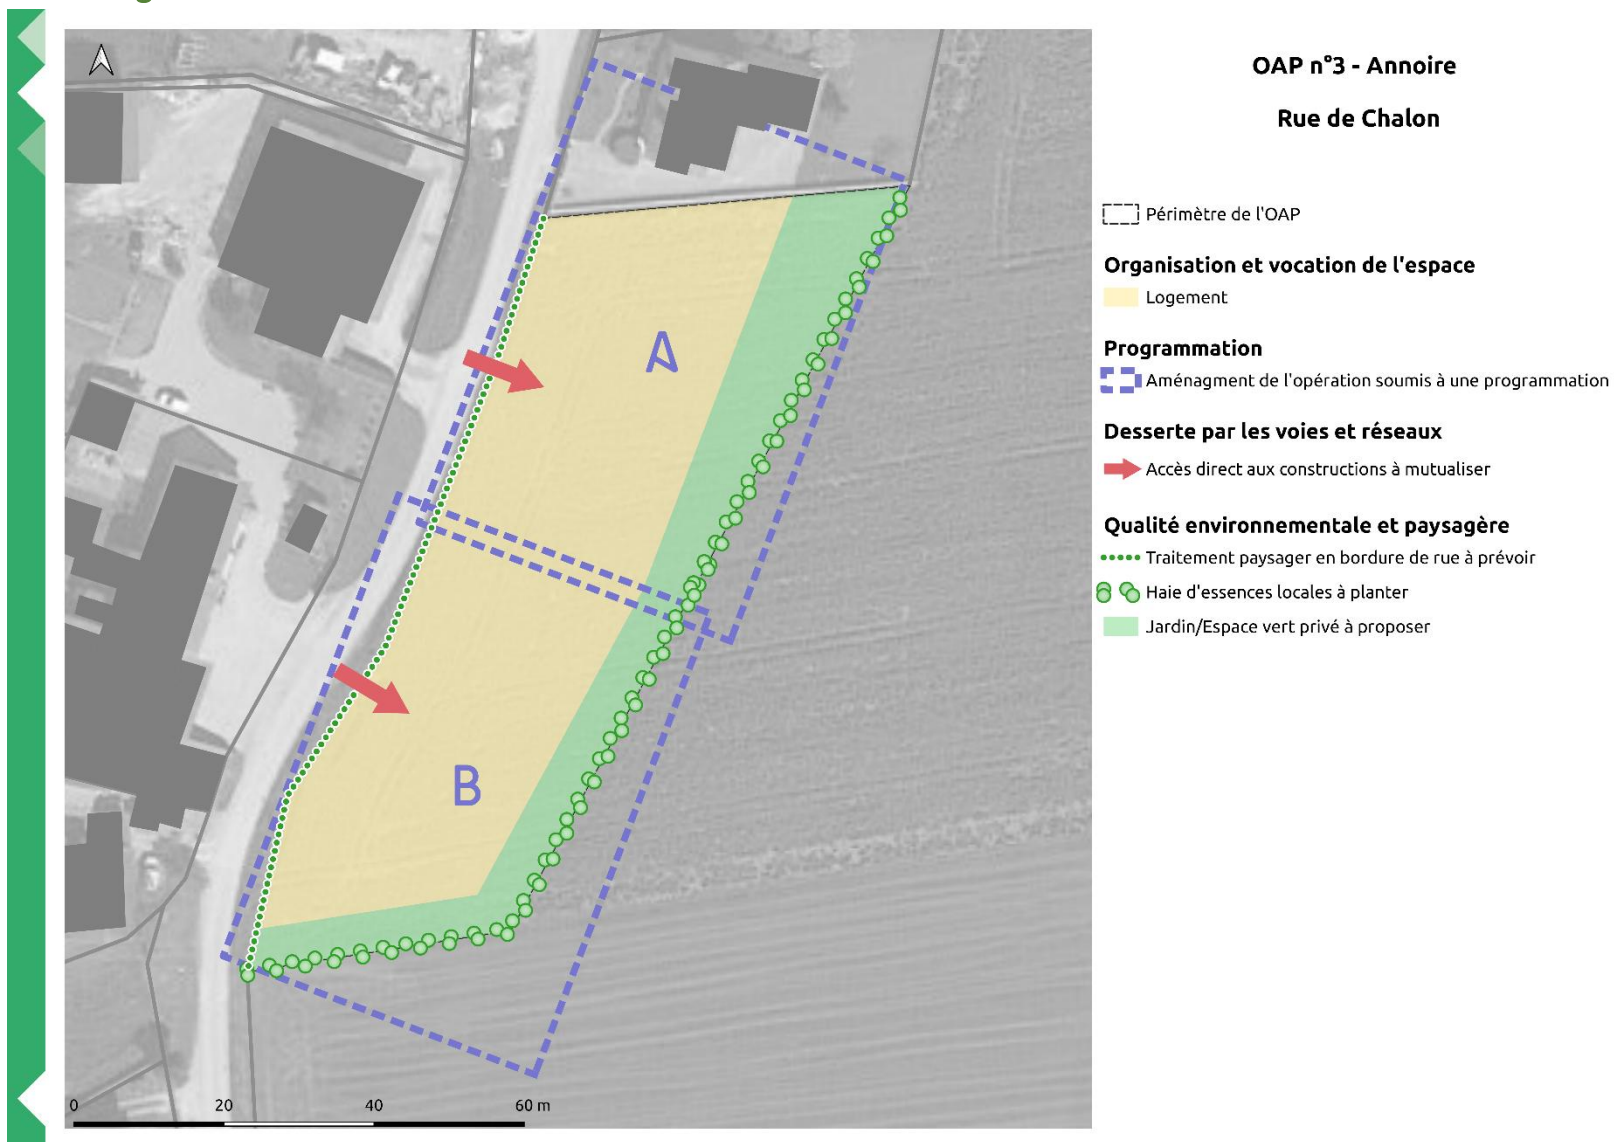 OAP n°3 - Annoire
Rue de Chalon
Périmètre de l'OAP
Organisation et vocation de l'espace
Logement
Programmation
Aménagment de l'opération soumis à une programmation
Desserte par les voies et réseaux
Accès direct aux constructions à mutualiser
Qualité environnementale et paysagère
Traitement paysager en bordure de rue à prévoir
Haie d'essences locales à planter
Jardin/Espace vert privé à proposer
A
B
0 20 40 60 m